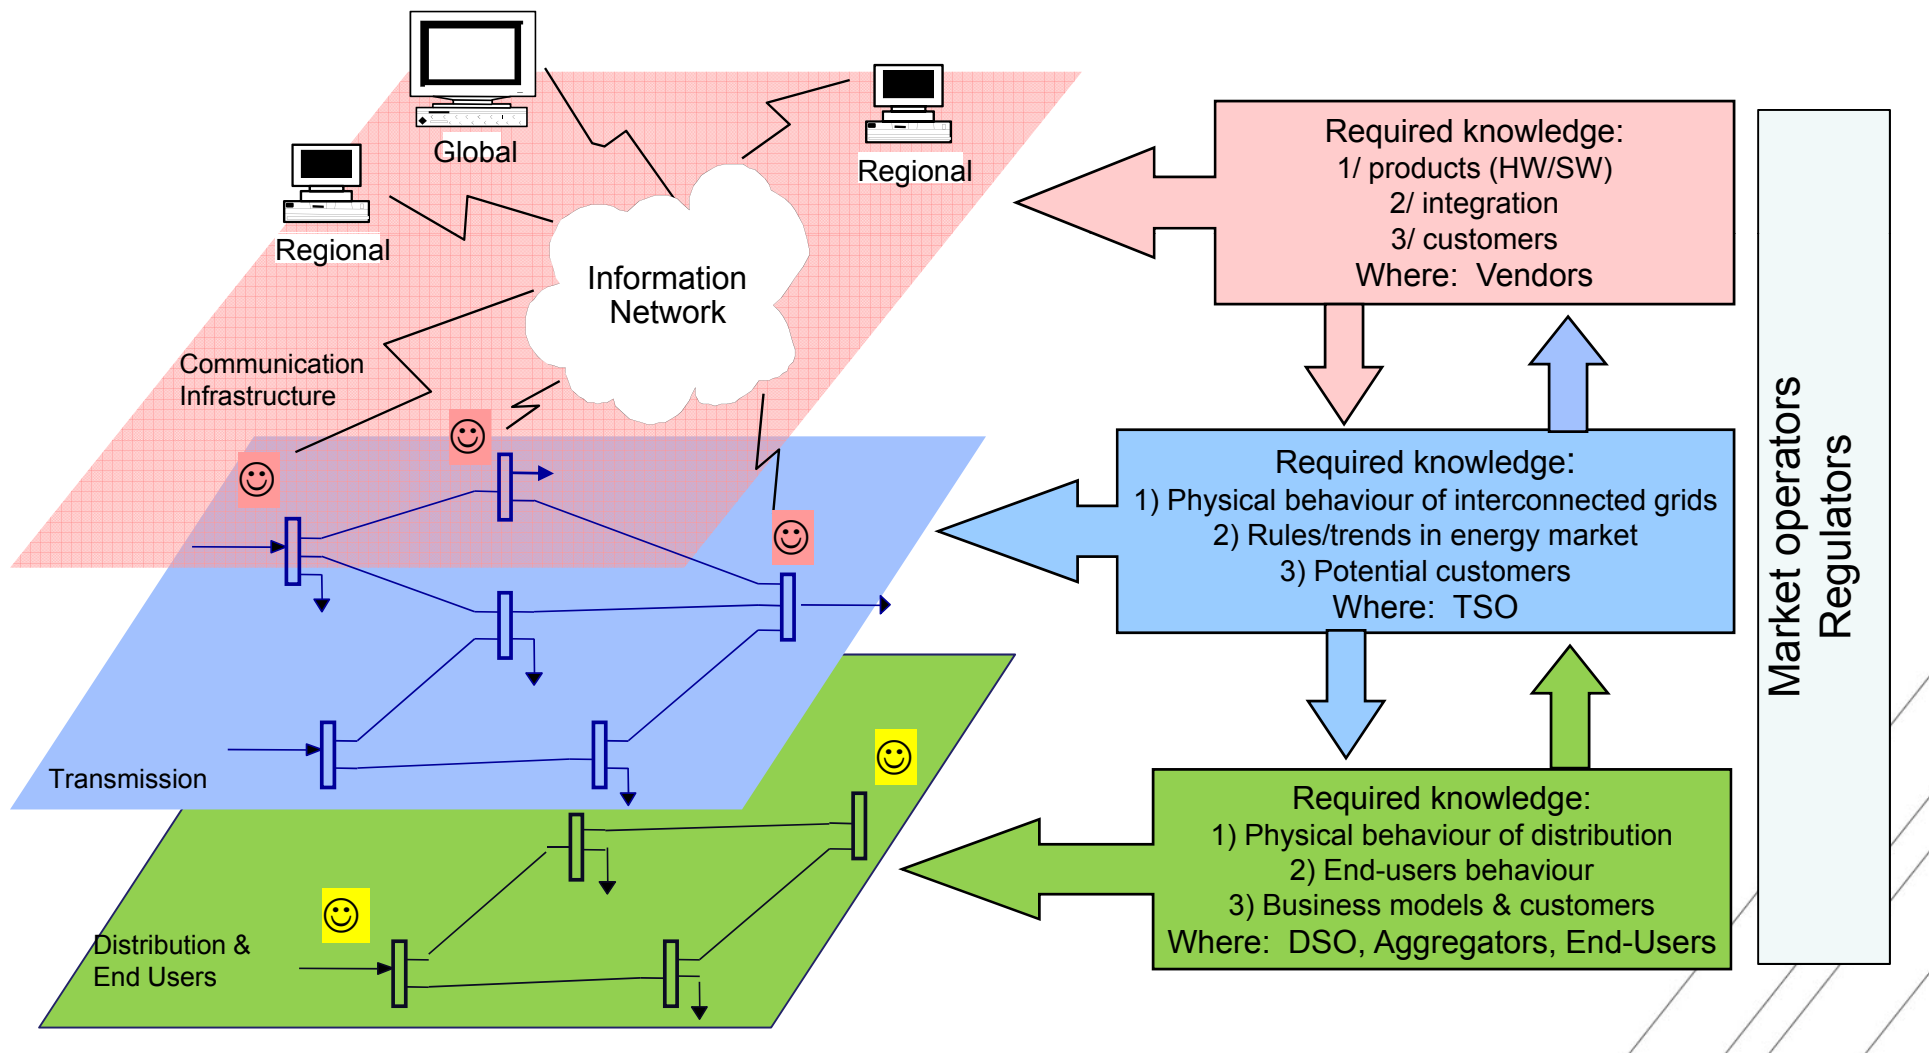 Global
Regional
Regional
Information
Network
Communication
Infrastructure
Transmission
Distribution &
End Users
Required knowledge:
1/ products (HW/SW)
2/ integration
3/ customers
Where: Vendors
Required knowledge:
1) Physical behaviour of interconnected grids
2) Rules/trends in energy market
3) Potential customers
Where: TSO
Required knowledge:
1) Physical behaviour of distribution
2) End-users behaviour
3) Business models & customers
Where: DSO, Aggregators, End-Users
Market operators
Regulators